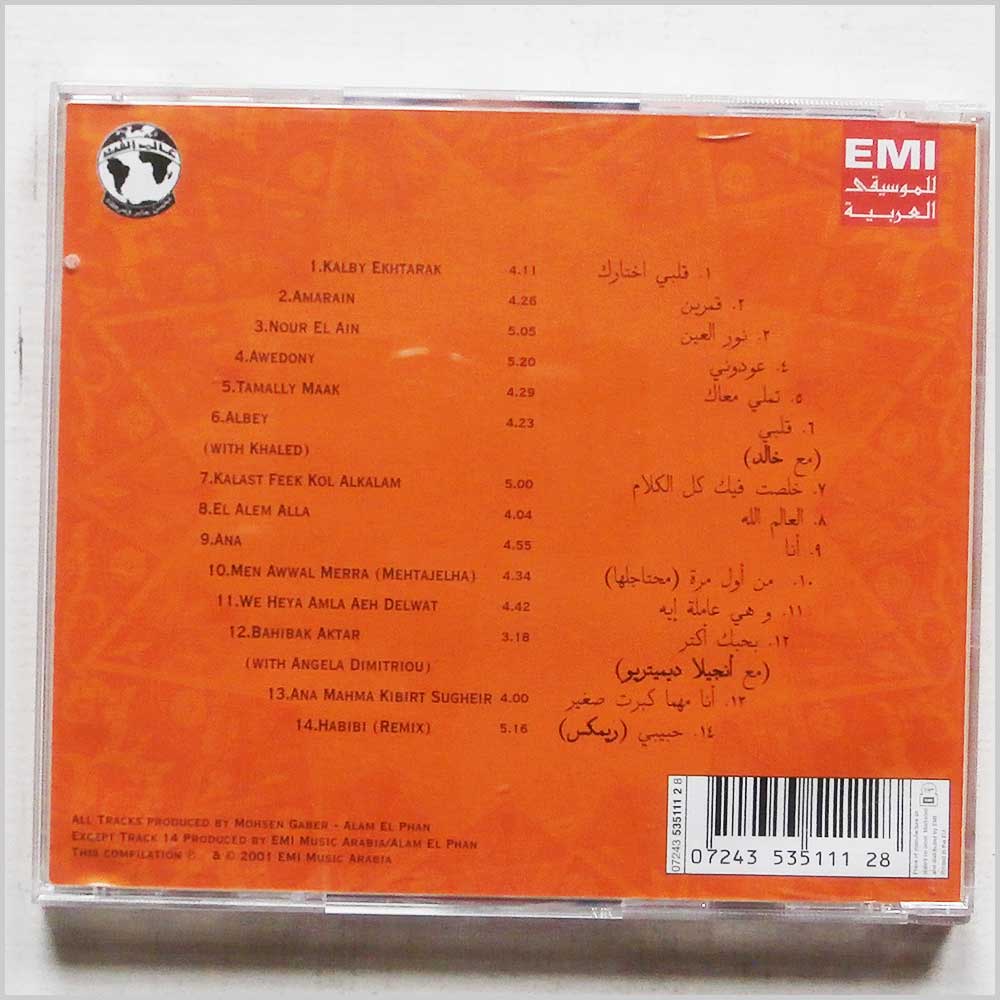 عالم الفن
EMI
للموسيقى
العربية
1.KALBY EKHTARAK 4.11 ١. قلبي اختارك
2.AMARAIN 4.26 ٢. قمرين
3.NOUR EL AIN 5.05 ٣. نور العين
4.AWEDONY 5.20 ٤. عودوني
5.TAMALLY MAAK 4.29 ٥. تملي معاك
6.ALBEY 4.23 ٦. قلبي
(WITH KHALED) (مع خالد)
7.KALAST FEEK KOL ALKALAM 5.00 ٧. خلصت فيك كل الكلام
8.EL ALEM ALLA 4.04 ٨. العالم الله
9.ANA 4.55 ٩. أنا
10.MEN AWWAL MERRA (MEHTAJELHA) 4.34 ١٠. من أول مرة (محتاجلها)
11.WE HEYA AMLA AEH DELWAT 4.42 ١١. و هي عاملة إيه
12.BAHIBAK AKTAR 3.18 ١٢. بحبك أكتر
(WITH ANGELA DIMITRIOU) (مع أنجيلا ديميتريو)
13.ANA MAHMA KIBIRT SUGHEIR 4.00 ١٣. أنا مهما كبرت صغير
14.HABIBI (REMIX) 5.16 ١٤. حبيبي (ريمكس)
ALL TRACKS PRODUCED BY MOHSEN GABER - ALAM EL PHAN
EXCEPT TRACK 14 PRODUCED BY EMI MUSIC ARABIA/ALAM EL PHAN
THIS COMPILATION ℗ & © 2001 EMI MUSIC ARABIA
07243 535111 2 8
07243 535111 28